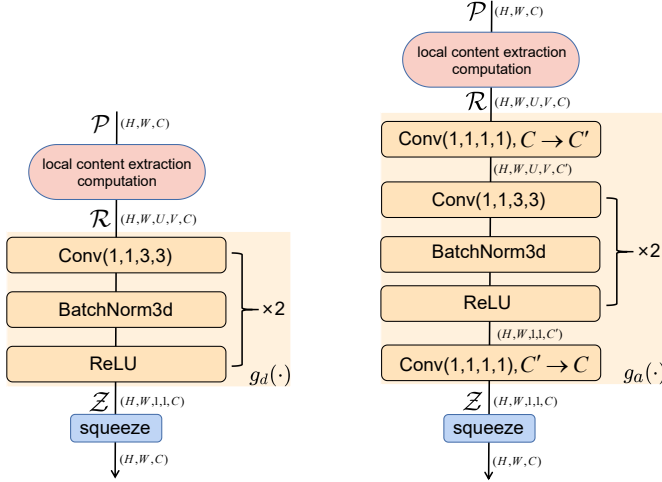 𝒫 (H,W,C)
local content extraction
computation
ℛ (H,W,U,V,C)
Conv(1,1,3,3)
BatchNorm3d
×2
ReLU
g_d(·)
𝒵 (H,W,1,1,C)
squeeze
(H,W,C)
𝒫 (H,W,C)
local content extraction
computation
ℛ (H,W,U,V,C)
Conv(1,1,1,1), C → C′
(H,W,U,V,C′)
Conv(1,1,3,3)
BatchNorm3d
×2
ReLU
(H,W,1,1,C′)
Conv(1,1,1,1), C′ → C
g_a(·)
𝒵 (H,W,1,1,C)
squeeze
(H,W,C)